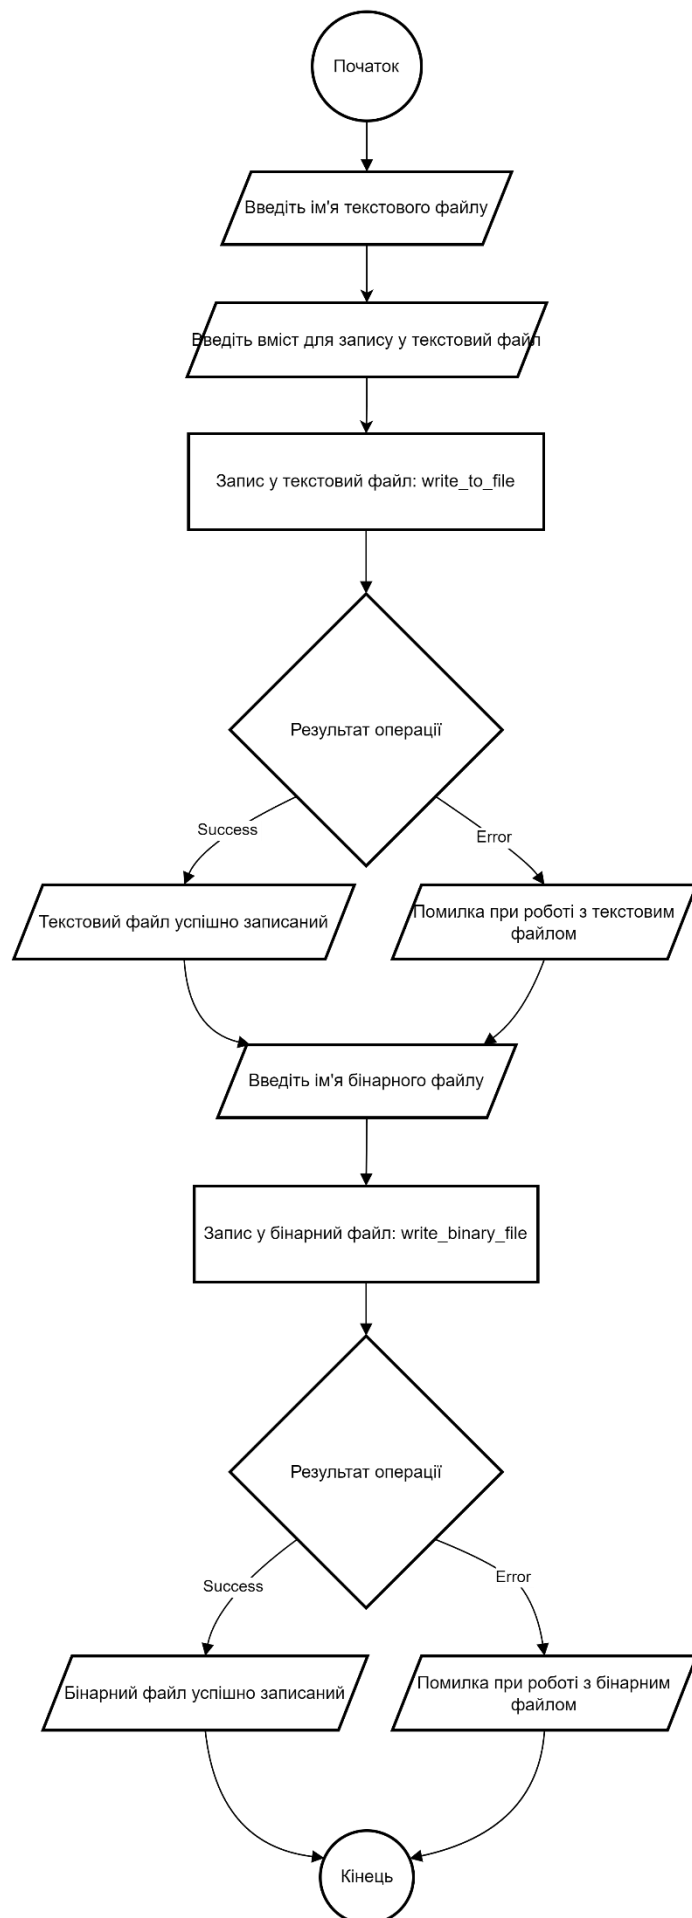 Початок
Введіть ім'я текстового файлу
Введіть вміст для запису у текстовий файл
Запис у текстовий файл: write_to_file
Результат операції
Success
Error
Текстовий файл успішно записаний
Помилка при роботі з текстовим
файлом
Введіть ім'я бінарного файлу
Запис у бінарний файл: write_binary_file
Результат операції
Success
Error
Бінарний файл успішно записаний
Помилка при роботі з бінарним
файлом
Кінець